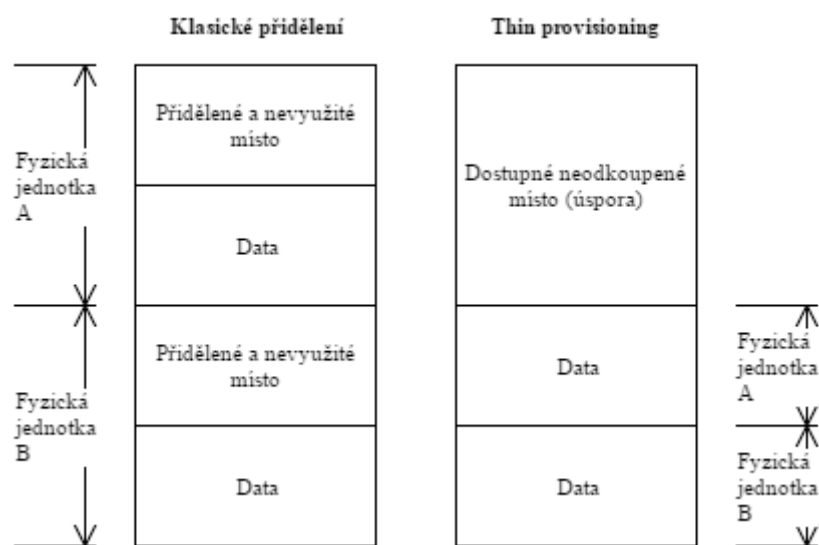 Klasické přidělení
Thin provisioning
Přidělené a nevyužité
místo
Fyzická
jednotka
A
Data
Dostupné neodkoupené
místo (úspora)
Přidělené a nevyužité
místo
Fyzická
jednotka
B
Data
Data
Fyzická
jednotka
A
Data
Fyzická
jednotka
B